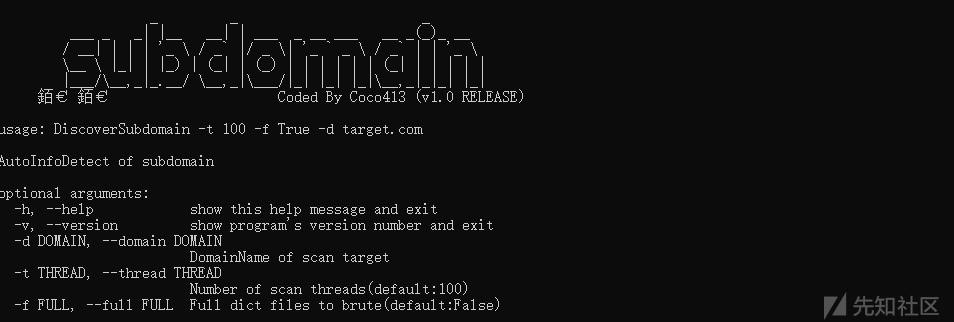 subdomain
銆€ 銆€ Coded By Coco413 (v1.0 RELEASE)
usage: DiscoverSubdomain -t 100 -f True -d target.com
AutoInfoDetect of subdomain
optional arguments:
-h, --help show this help message and exit
-v, --version show program's version number and exit
-d DOMAIN, --domain DOMAIN
DomainName of scan target
-t THREAD, --thread THREAD
Number of scan threads(default:100)
-f FULL, --full FULL Full dict files to brute(default:False)
先知社区